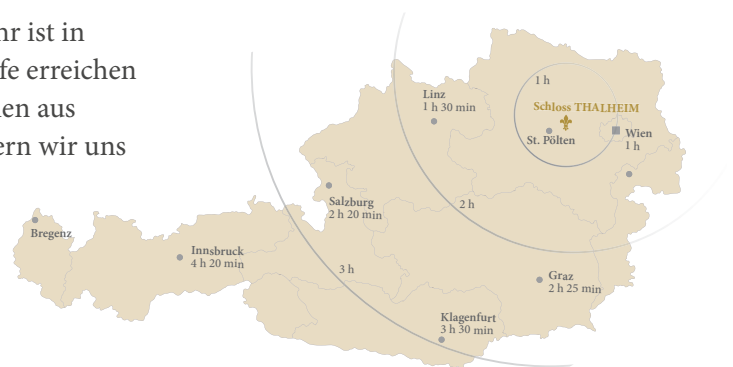 hr ist in
fe erreichen
en aus
ern wir uns
1 h
Linz
1 h 30 min
Schloss THALHEIM
St. Pölten
Wien
1 h
Salzburg
2 h 20 min
2 h
Bregenz
Innsbruck
4 h 20 min
3 h
Graz
2 h 25 min
Klagenfurt
3 h 30 min